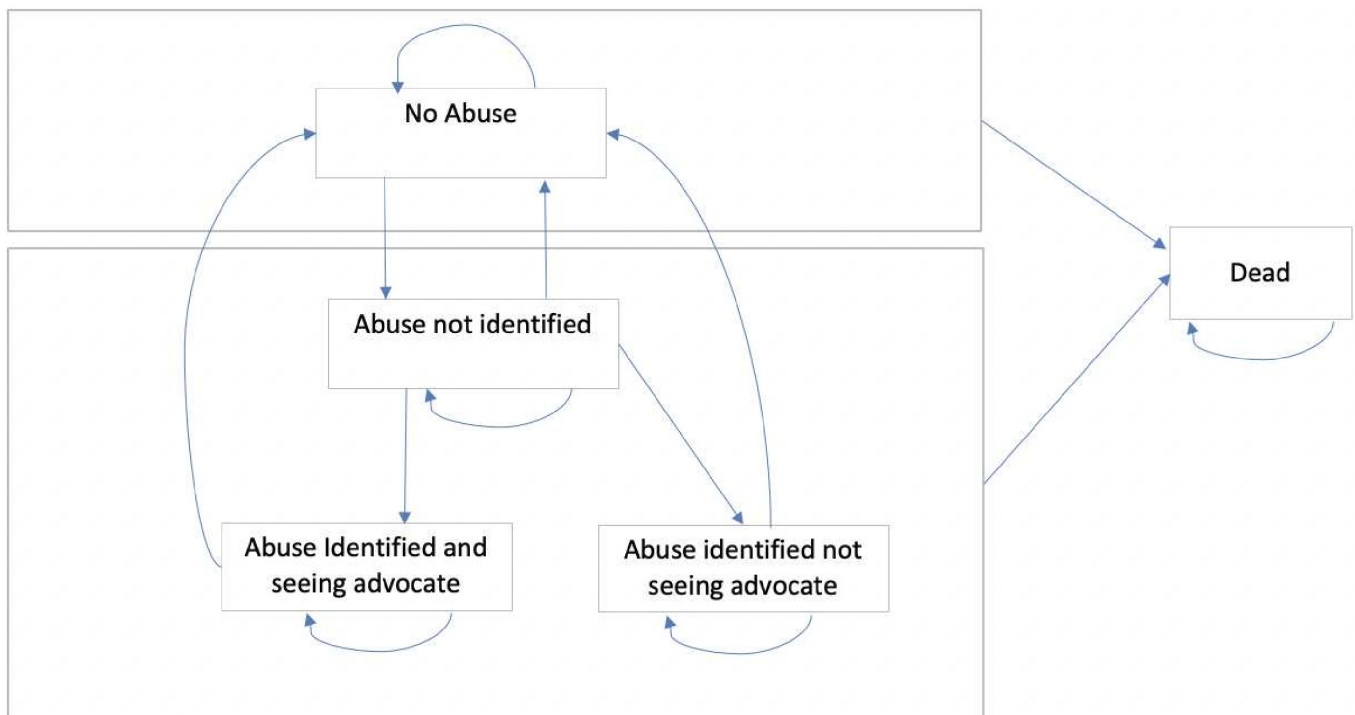 No Abuse
Dead
Abuse not identified
Abuse Identified and
seeing advocate
Abuse identified not
seeing advocate